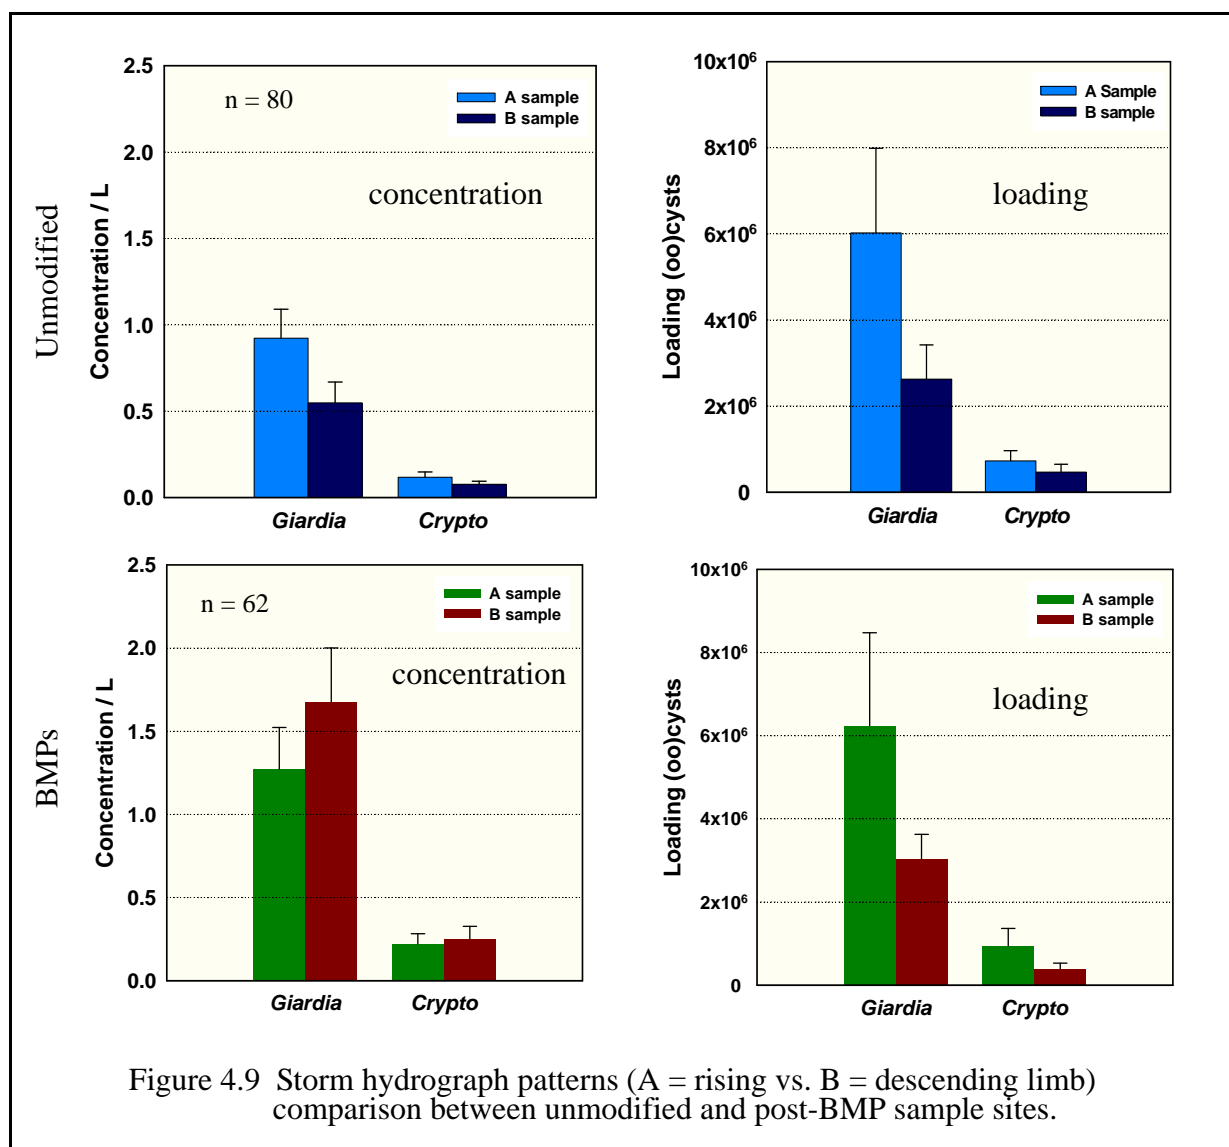 Unmodified
Concentration / L
2.5
2.0
1.5
1.0
0.5
0.0
n = 80
A sample
B sample
concentration
Giardia Crypto
Loading (oo)cysts
10x10⁶
8x10⁶
6x10⁶
4x10⁶
2x10⁶
0
A Sample
B sample
loading
Giardia Crypto
BMPs
Concentration / L
2.5
2.0
1.5
1.0
0.5
0.0
n = 62
A sample
B sample
concentration
Giardia Crypto
Loading (oo)cysts
10x10⁶
8x10⁶
6x10⁶
4x10⁶
2x10⁶
0
A sample
B sample
loading
Giardia Crypto
Figure 4.9 Storm hydrograph patterns (A = rising vs. B = descending limb)
comparison between unmodified and post-BMP sample sites.